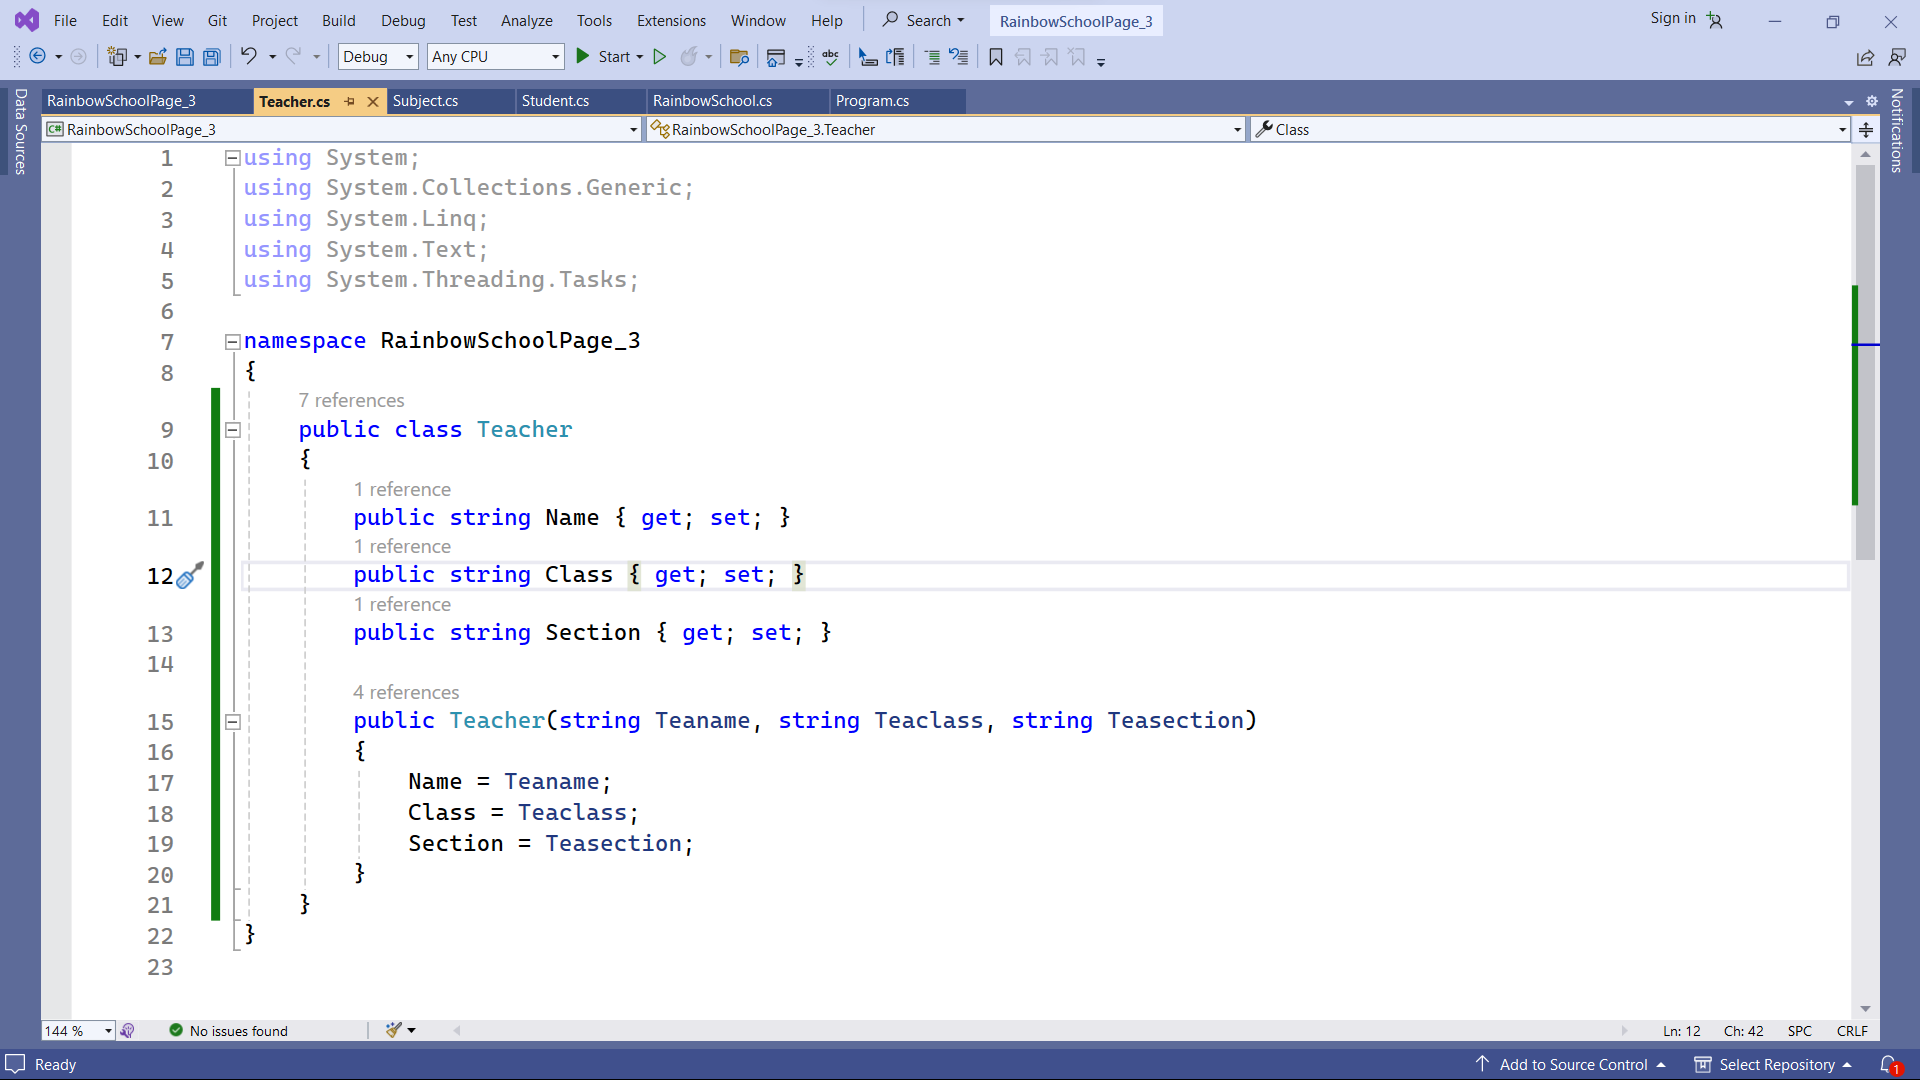 File Edit View Git Project Build Debug Test Analyze Tools Extensions Window Help Search RainbowSchoolPage_3 Sign in
Debug Any CPU Start abc
Data Sources
RainbowSchoolPage_3 Teacher.cs Subject.cs Student.cs RainbowSchool.cs Program.cs
Notifications
C# RainbowSchoolPage_3 RainbowSchoolPage_3.Teacher Class
1 using System;
2 using System.Collections.Generic;
3 using System.Linq;
4 using System.Text;
5 using System.Threading.Tasks;
6
7 namespace RainbowSchoolPage_3
8 {
7 references
9 public class Teacher
10 {
1 reference
11 public string Name { get; set; }
1 reference
12 public string Class { get; set; }
1 reference
13 public string Section { get; set; }
14
4 references
15 public Teacher(string Teaname, string Teaclass, string Teasection)
16 {
17 Name = Teaname;
18 Class = Teaclass;
19 Section = Teasection;
20 }
21 }
22 }
23
144 % No issues found Ln: 12 Ch: 42 SPC CRLF
Ready Add to Source Control Select Repository 1